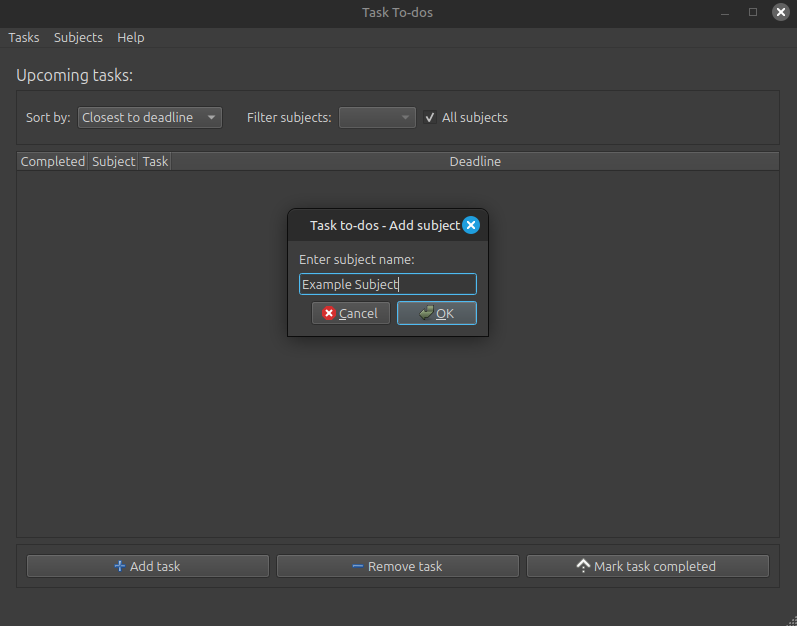 Task To-dos
Tasks Subjects Help
Upcoming tasks:
Sort by: Closest to deadline Filter subjects: All subjects
Completed Subject Task Deadline
Task to-dos - Add subject
Enter subject name:
Example Subject
Cancel OK
Add task Remove task Mark task completed